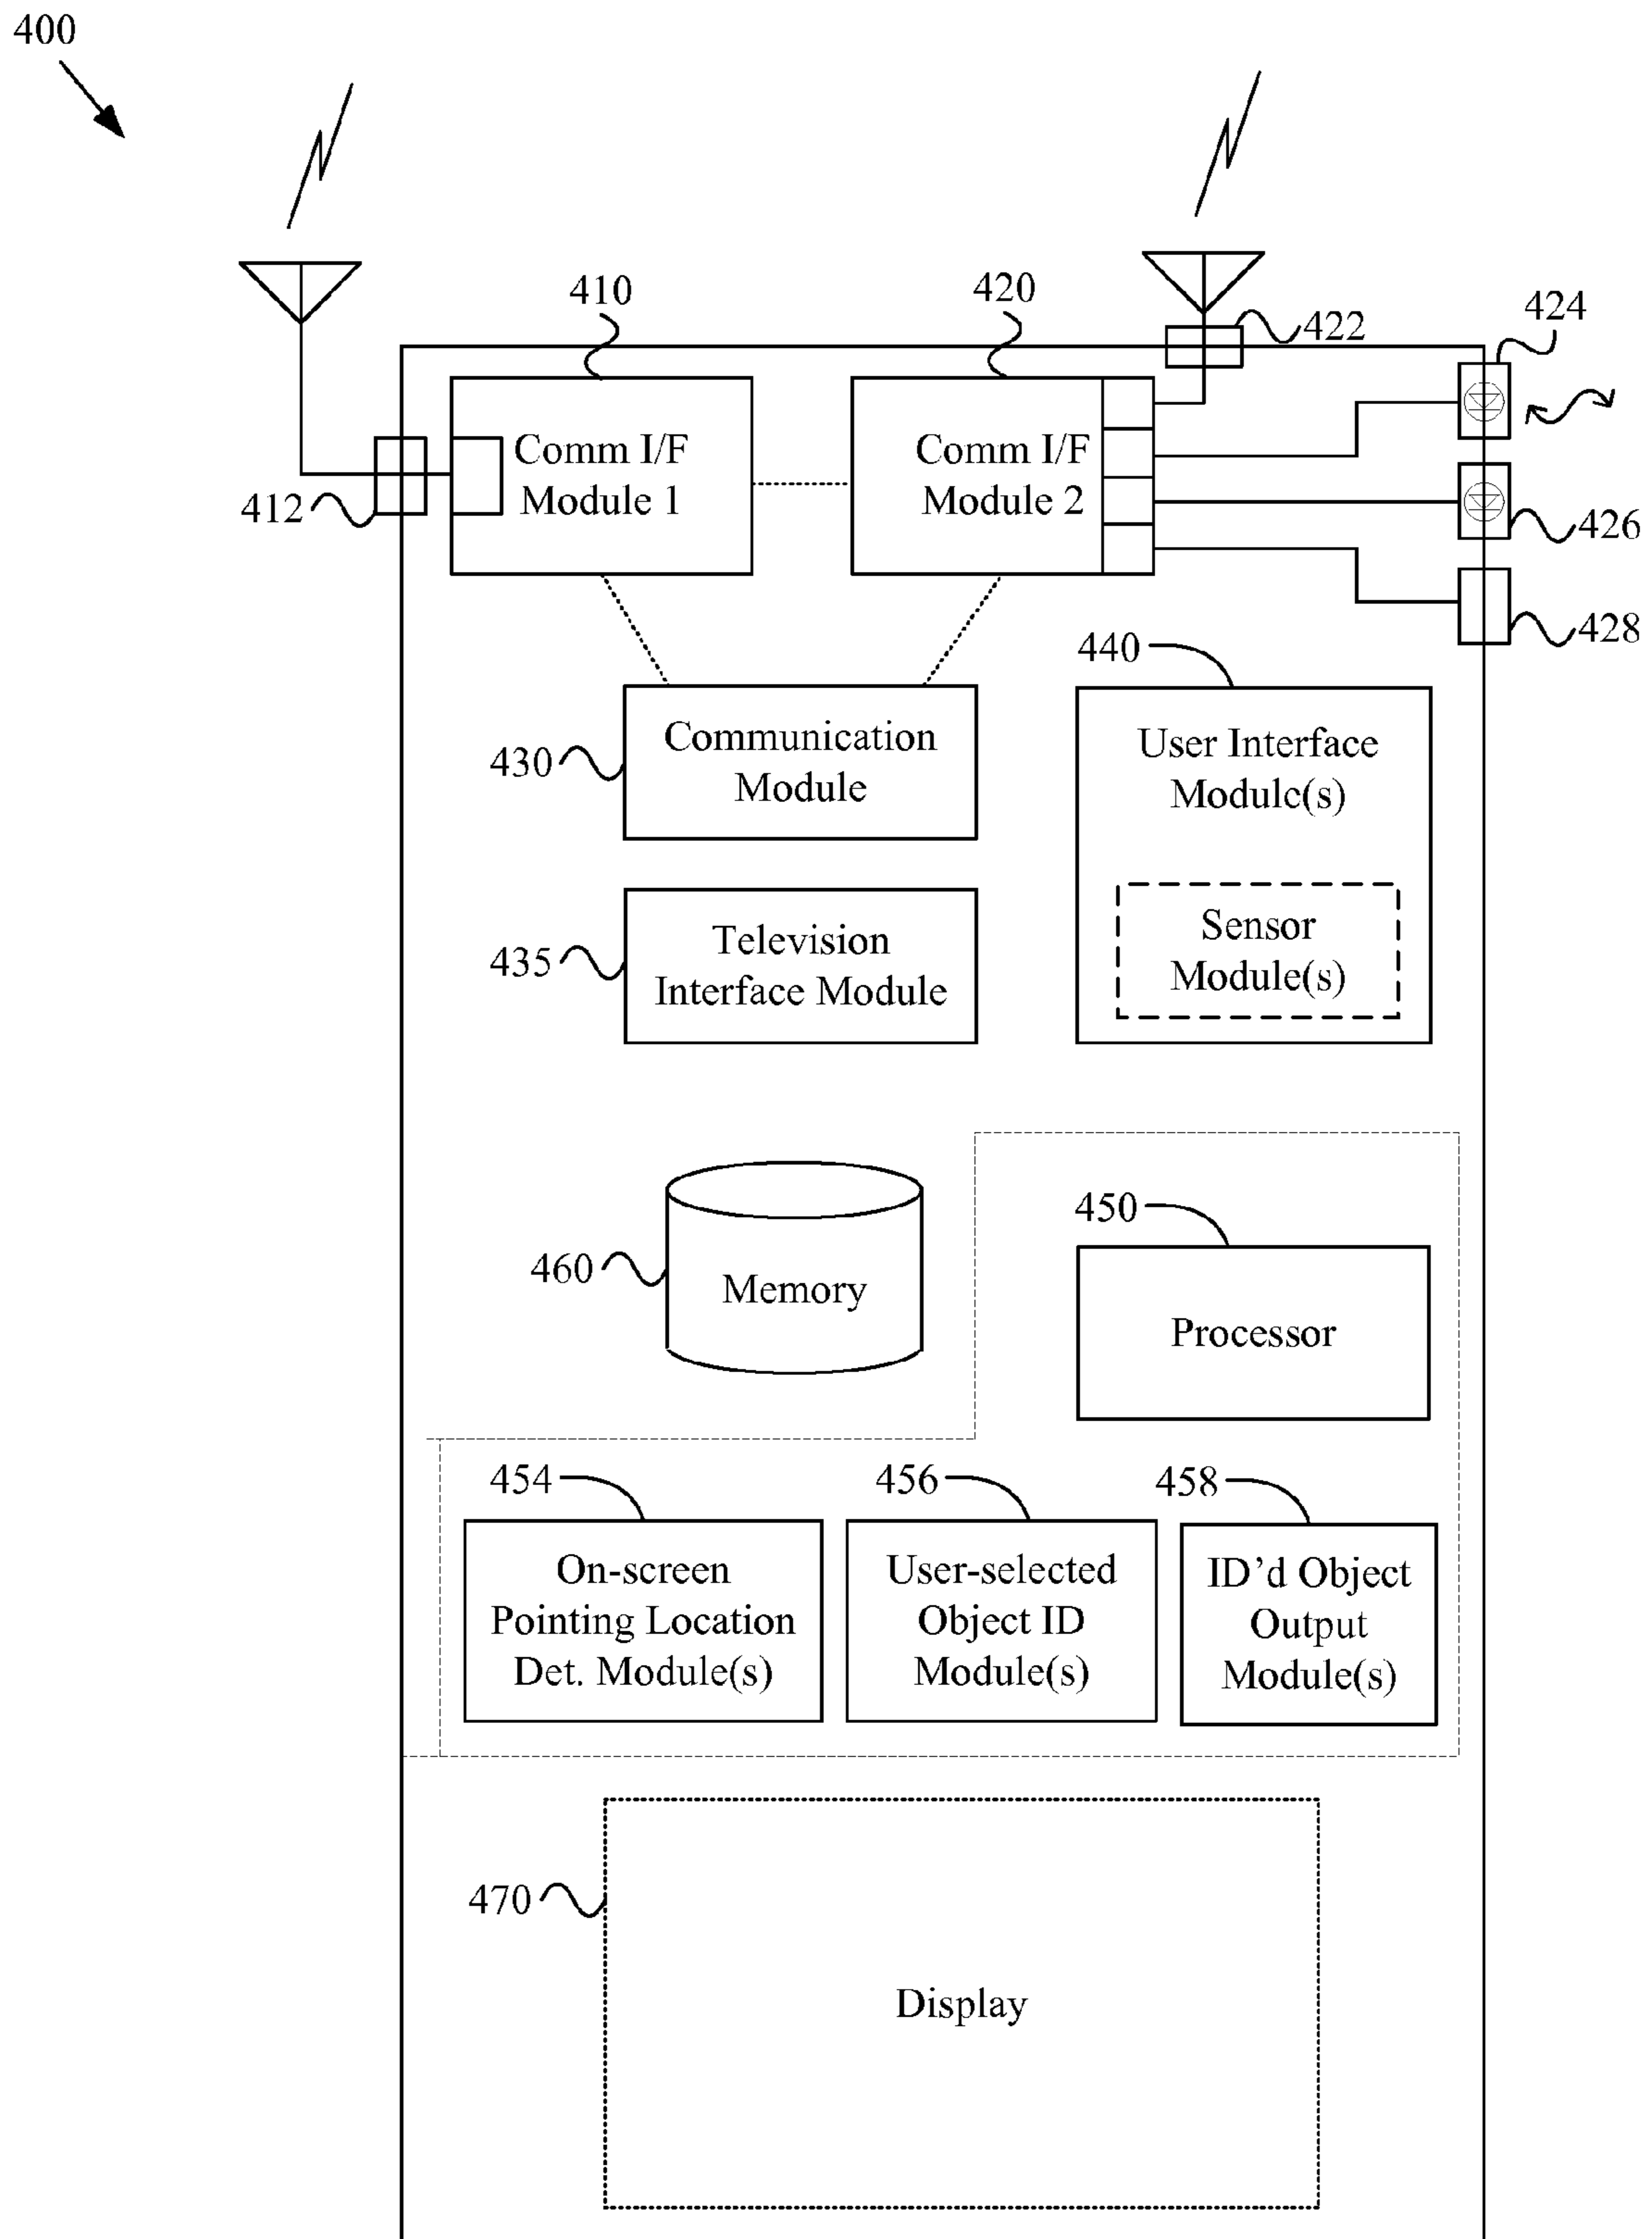 400
410
420
422
424
Comm I/F
Module 1
Comm I/F
Module 2
412
426
428
440
430
Communication
Module
User Interface
Modulc(s)
435
Television
Interface Module
Sensor
Module(s)
450
460
Memory
Processor
454
456
458
On-screen
Pointing Location
Det. Module(s)
User-selected
Object ID
Module(s)
ID’d Object
Output
Module(s)
470
Display